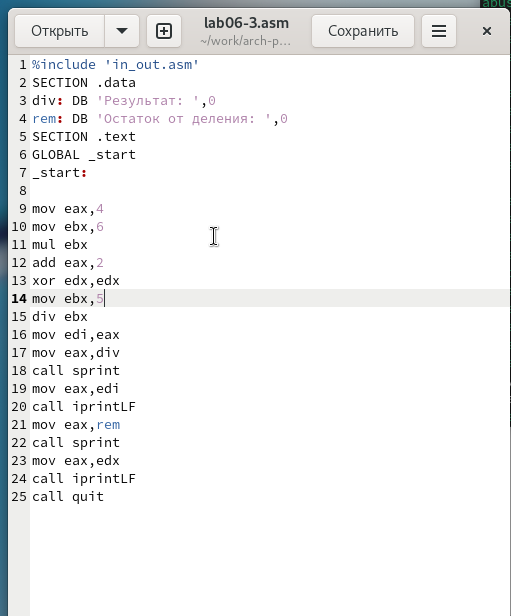 Открыть
lab06-3.asm
~/work/arch-p...
Сохранить
1 %include 'in_out.asm'
2 SECTION .data
3 div: DB 'Результат: ',0
4 rem: DB 'Остаток от деления: ',0
5 SECTION .text
6 GLOBAL _start
7 _start:
8
9 mov eax,4
10 mov ebx,6
11 mul ebx
12 add eax,2
13 xor edx,edx
14 mov ebx,5
15 div ebx
16 mov edi,eax
17 mov eax,div
18 call sprint
19 mov eax,edi
20 call iprintLF
21 mov eax,rem
22 call sprint
23 mov eax,edx
24 call iprintLF
25 call quit